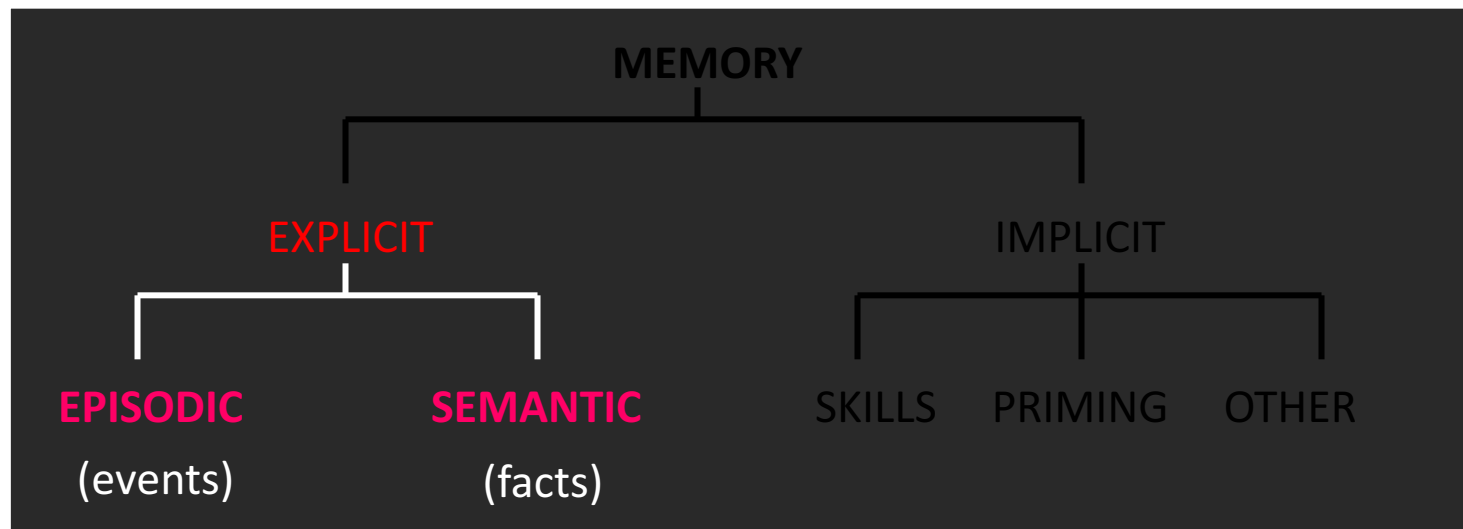 MEMORY
EXPLICIT IMPLICIT
EPISODIC SEMANTIC SKILLS PRIMING OTHER
(events) (facts)